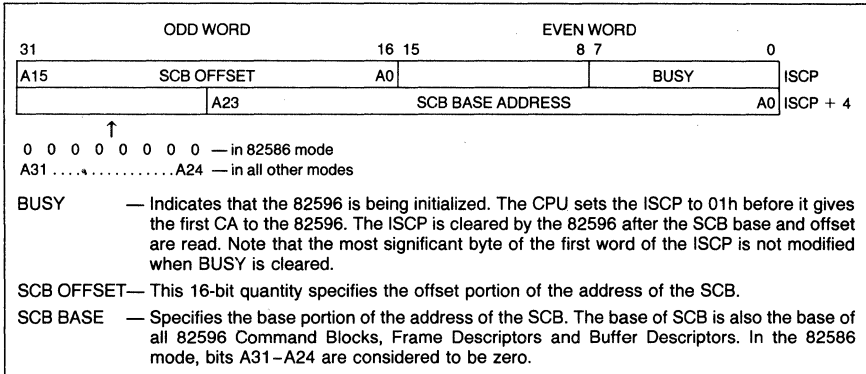 ODD WORD EVEN WORD
31 16 15 8 7 0
A15 SCB OFFSET A0 BUSY ISCP
A23 SCB BASE ADDRESS A0 ISCP + 4
↑
0 0 0 0 0 0 0 0 — in 82586 mode
A31 ................ A24 — in all other modes
BUSY — Indicates that the 82596 is being initialized. The CPU sets the ISCP to 01h before it gives
the first CA to the 82596. The ISCP is cleared by the 82596 after the SCB base and offset
are read. Note that the most significant byte of the first word of the ISCP is not modified
when BUSY is cleared.
SCB OFFSET— This 16-bit quantity specifies the offset portion of the address of the SCB.
SCB BASE — Specifies the base portion of the address of the SCB. The base of SCB is also the base of
all 82596 Command Blocks, Frame Descriptors and Buffer Descriptors. In the 82586
mode, bits A31–A24 are considered to be zero.